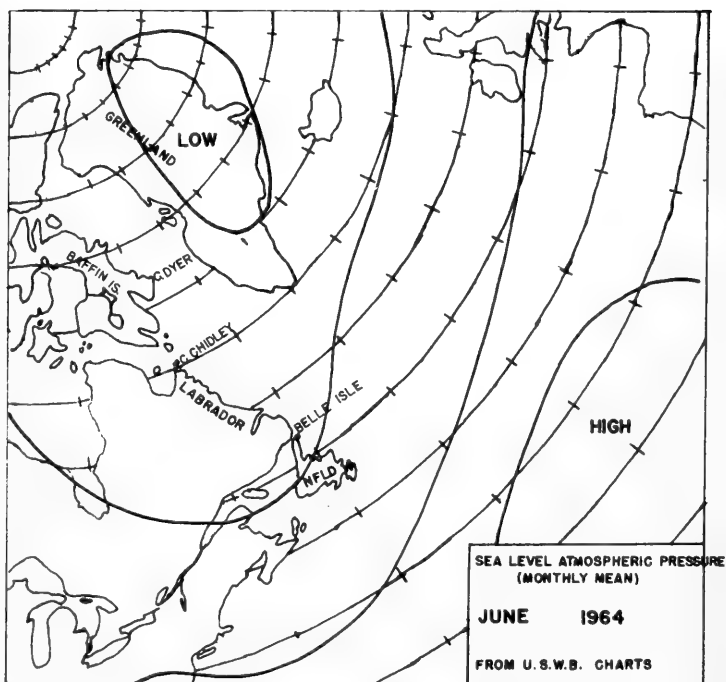 GREENLAND
LOW
BAFFIN IS.
C.DYER
C. CHIDLEY
LABRADOR
BELLE ISLE
NFLD
HIGH
SEA LEVEL ATMOSPHERIC PRESSURE
(MONTHLY MEAN)
JUNE 1964
FROM U.S.W.B. CHARTS